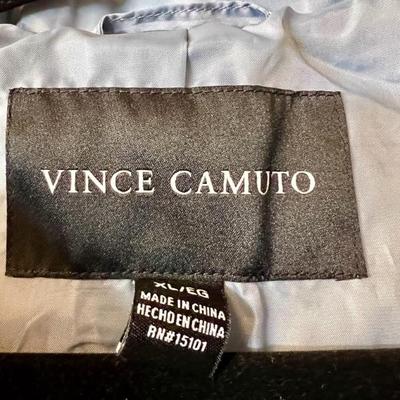 VINCE CAMUTO
XL/EG
MADE IN CHINA
HECHO EN CHINA
RN#15101